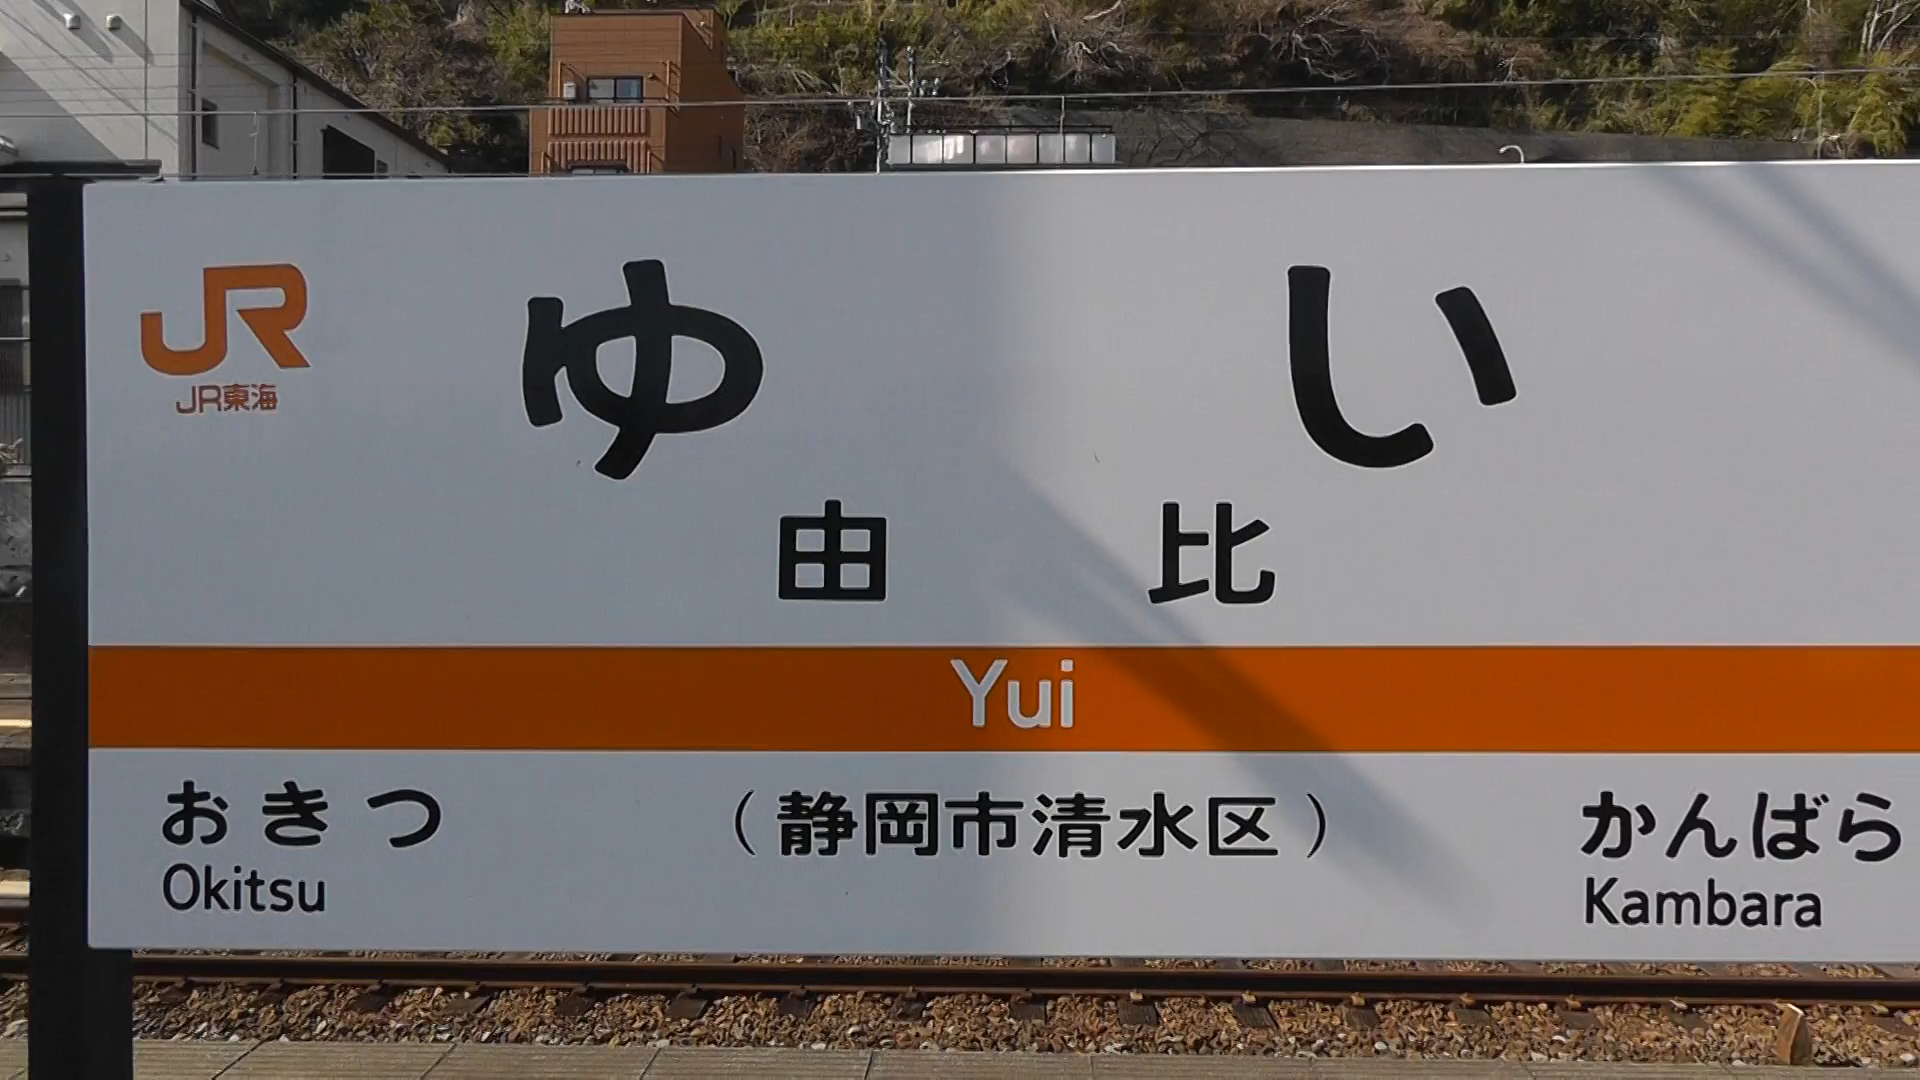 JR
JR東海
ゆい
由比
Yui
おきつ
Okitsu
（静岡市清水区）
かんばら
Kambara